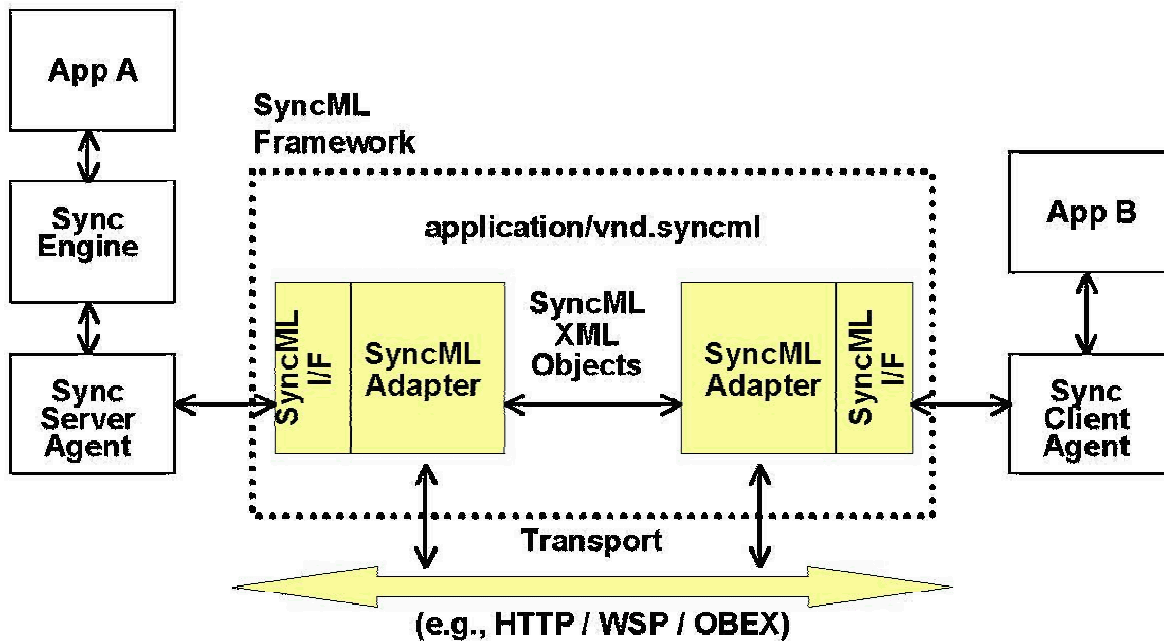 App A
SyncML
Framework
Sync
Engine
application/vnd.syncml
App B
SyncML I/F
SyncML
Adapter
SyncML
XML
Objects
SyncML
Adapter
SyncML I/F
Sync
Server
Agent
Sync
Client
Agent
Transport
(e.g., HTTP / WSP / OBEX)